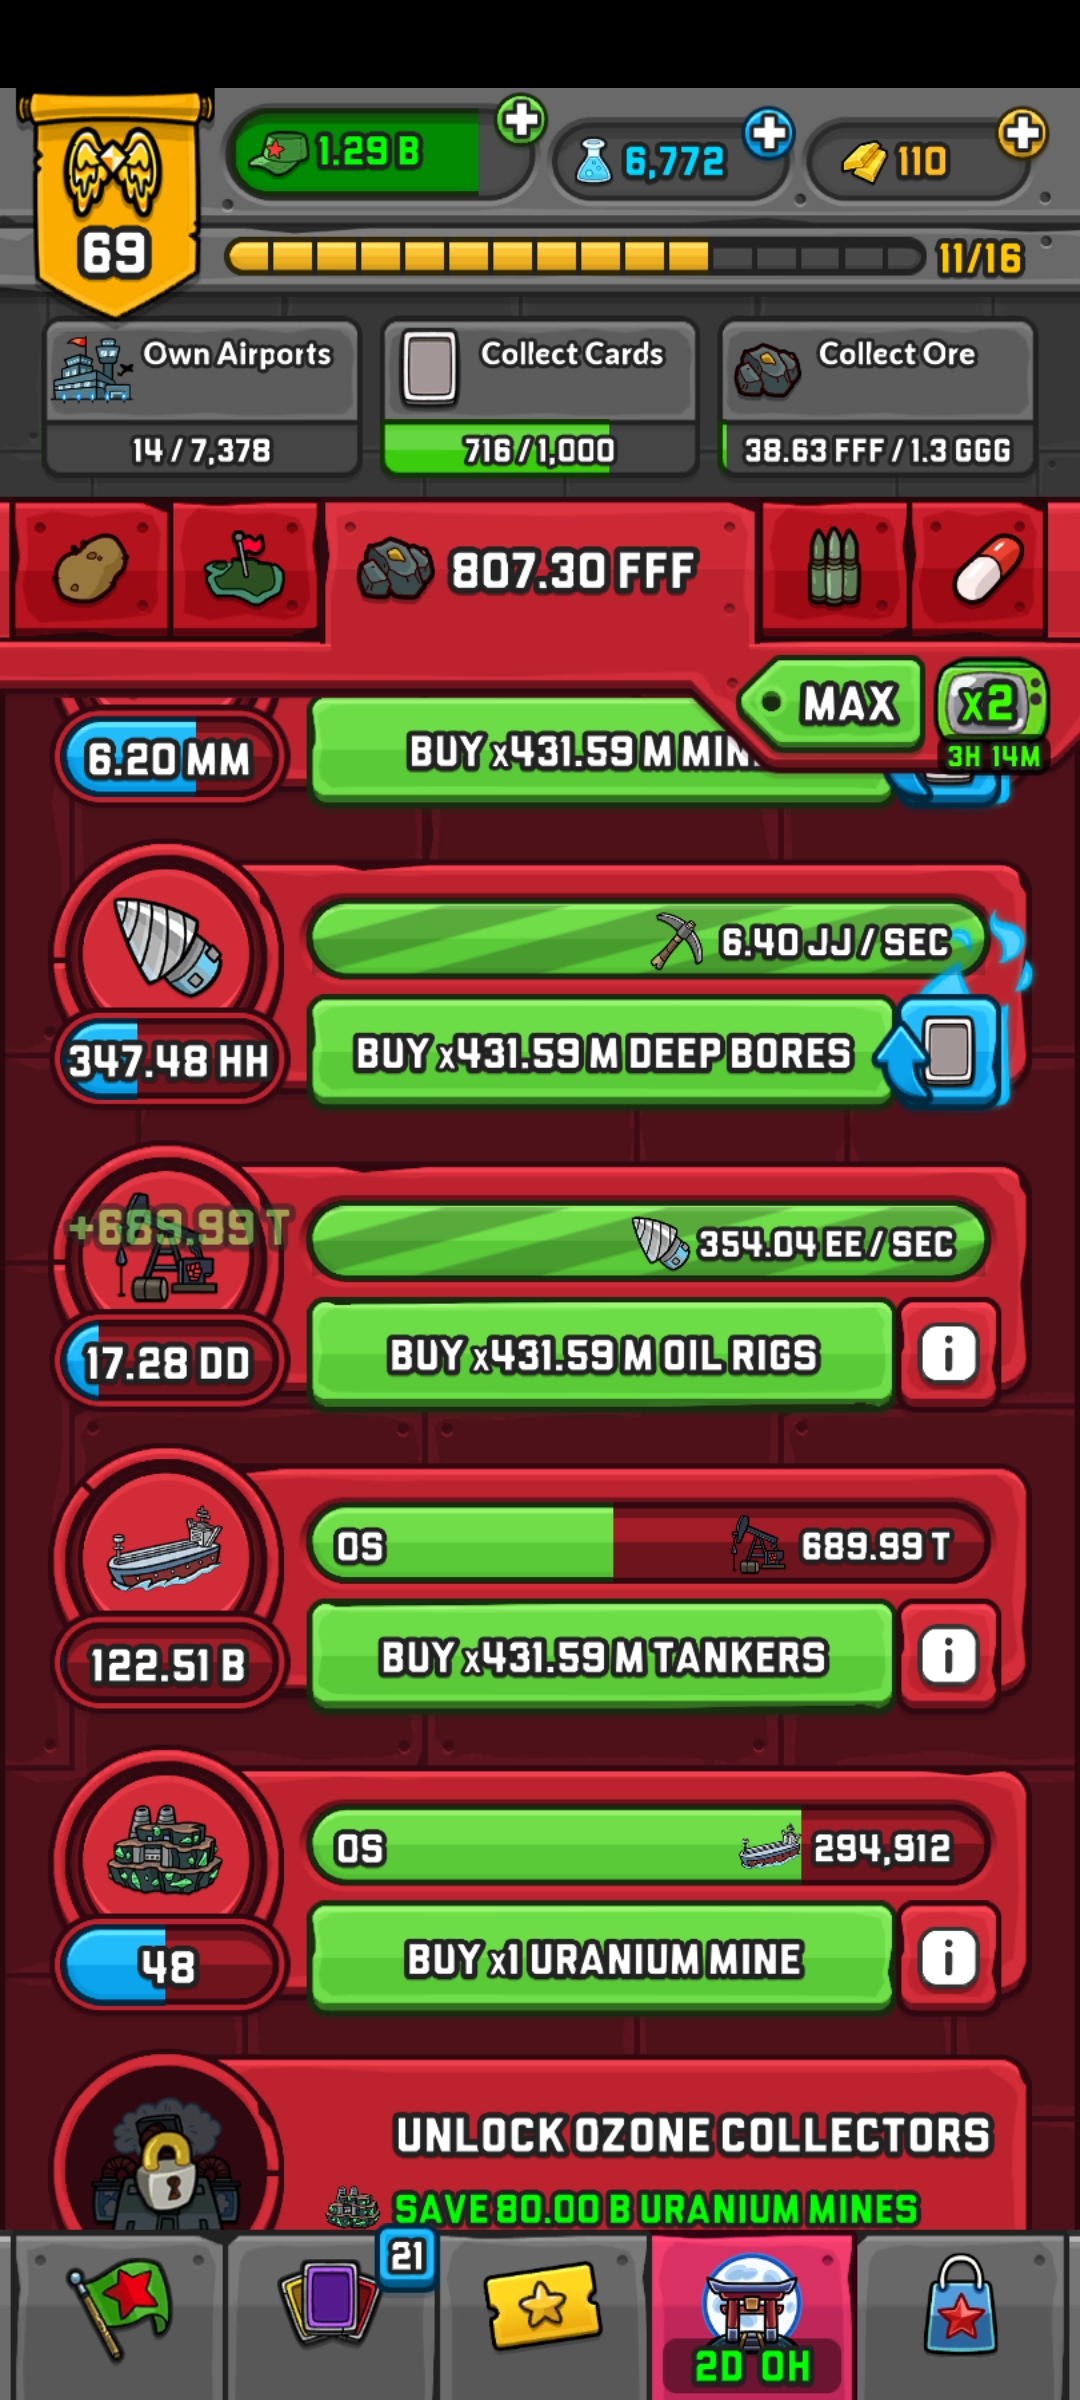 69
1.29 B
6,772
110
11/16
Own Airports
14 / 7,378
Collect Cards
716 / 1,000
Collect Ore
38.63 FFF / 1.3 GGG
807.30 FFF
MAX
x2
3H 14M
6.20 MM
BUY x431.59 M
347.48 HH
6.40 JJ / SEC
BUY x431.59 M DEEP BORES
+689.99 T
17.28 DD
354.04 EE / SEC
BUY x431.59 M OIL RIGS
122.51 B
0S
689.99 T
BUY x431.59 M TANKERS
48
0S
294,912
BUY x1 URANIUM MINE
UNLOCK OZONE COLLECTORS
SAVE 80.00 B URANIUM MINES
21
2D 0H